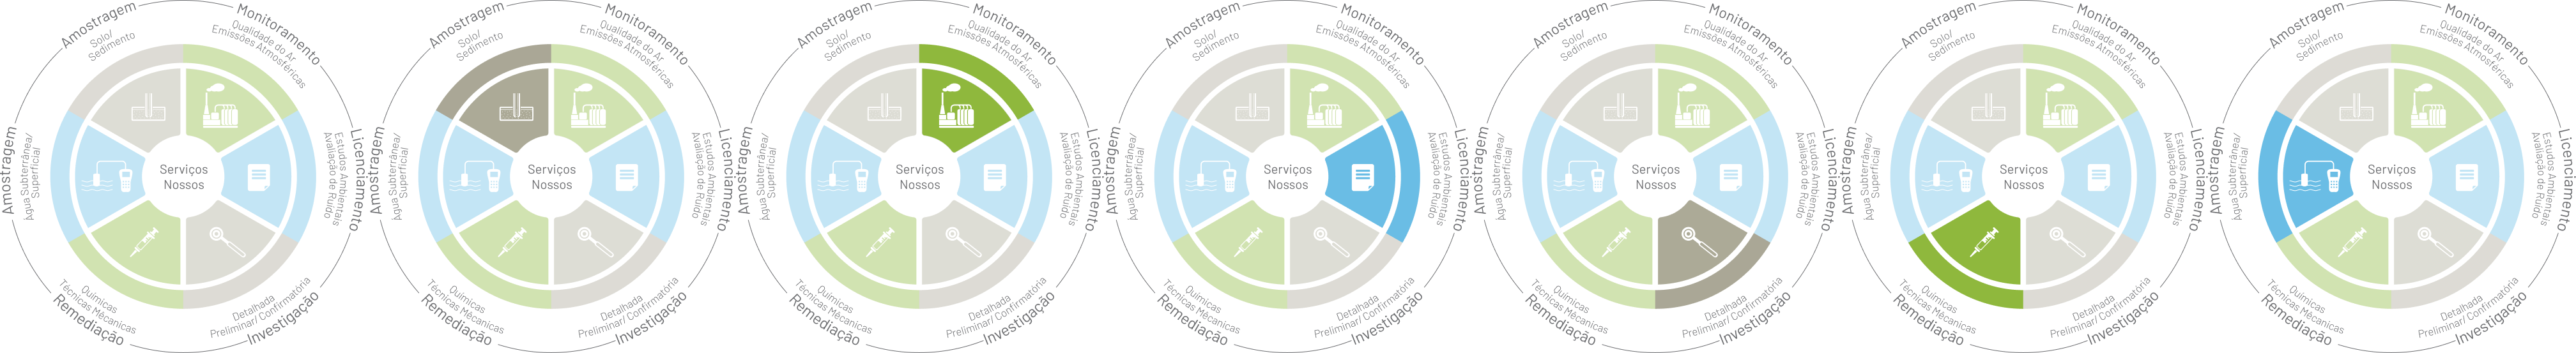 Amostragem
Solo/
Sedimento
Monitoramento
Qualidade do Ar
Emissões Atmosféricas
Licenciamento
Estudos Ambientais
Avaliação de Ruído
Detalhada
Preliminar/ Confirmatória
Investigação
Químicas
Técnicas Mêcanicas
Remediação
Amostragem
Água Subterrânea/
Superficial
Serviços
Nossos
Amostragem
Solo/
Sedimento
Monitoramento
Qualidade do Ar
Emissões Atmosféricas
Licenciamento
Estudos Ambientais
Avaliação de Ruído
Detalhada
Preliminar/ Confirmatória
Investigação
Químicas
Técnicas Mêcanicas
Remediação
Amostragem
Água Subterrânea/
Superficial
Serviços
Nossos
Amostragem
Solo/
Sedimento
Monitoramento
Qualidade do Ar
Emissões Atmosféricas
Licenciamento
Estudos Ambientais
Avaliação de Ruído
Detalhada
Preliminar/ Confirmatória
Investigação
Químicas
Técnicas Mêcanicas
Remediação
Amostragem
Água Subterrânea/
Superficial
Serviços
Nossos
Amostragem
Solo/
Sedimento
Monitoramento
Qualidade do Ar
Emissões Atmosféricas
Licenciamento
Estudos Ambientais
Avaliação de Ruído
Detalhada
Preliminar/ Confirmatória
Investigação
Químicas
Técnicas Mêcanicas
Remediação
Amostragem
Água Subterrânea/
Superficial
Serviços
Nossos
Amostragem
Solo/
Sedimento
Monitoramento
Qualidade do Ar
Emissões Atmosféricas
Licenciamento
Estudos Ambientais
Avaliação de Ruído
Detalhada
Preliminar/ Confirmatória
Investigação
Químicas
Técnicas Mêcanicas
Remediação
Amostragem
Água Subterrânea/
Superficial
Serviços
Nossos
Amostragem
Solo/
Sedimento
Monitoramento
Qualidade do Ar
Emissões Atmosféricas
Licenciamento
Estudos Ambientais
Avaliação de Ruído
Detalhada
Preliminar/ Confirmatória
Investigação
Químicas
Técnicas Mêcanicas
Remediação
Amostragem
Água Subterrânea/
Superficial
Serviços
Nossos
Amostragem
Solo/
Sedimento
Monitoramento
Qualidade do Ar
Emissões Atmosféricas
Licenciamento
Estudos Ambientais
Avaliação de Ruído
Detalhada
Preliminar/ Confirmatória
Investigação
Químicas
Técnicas Mêcanicas
Remediação
Amostragem
Água Subterrânea/
Superficial
Serviços
Nossos